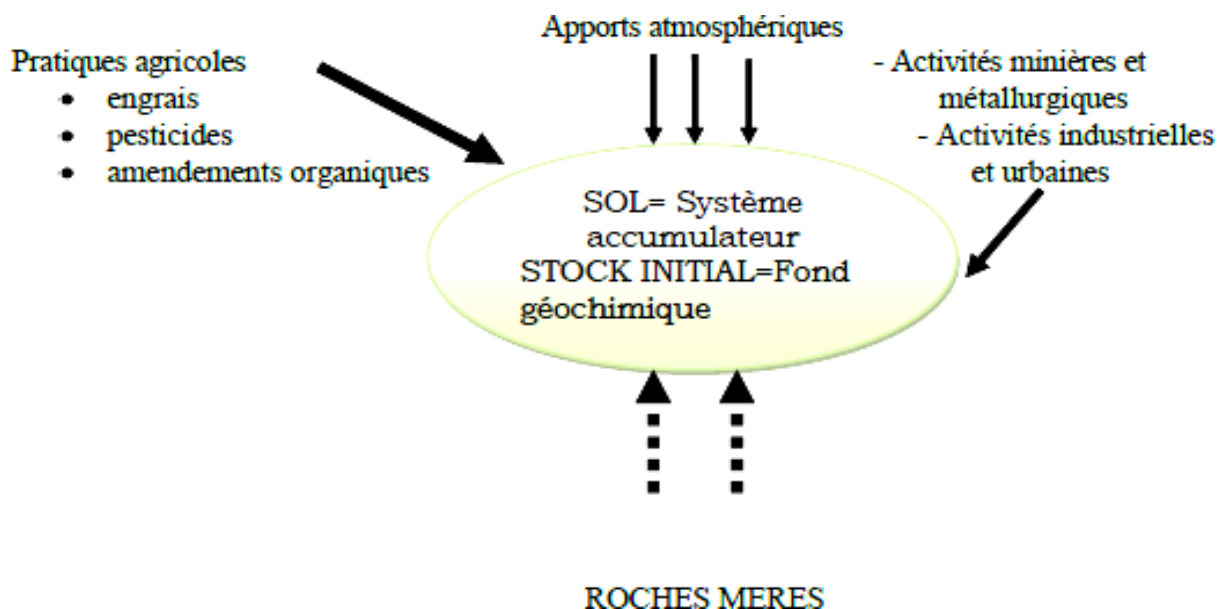 Apports atmosphériques
Pratiques agricoles
• engrais
• pesticides
• amendements organiques
- Activités minières et
métallurgiques
- Activités industrielles
et urbaines
SOL= Système
accumulateur
STOCK INITIAL=Fond
géochimique
ROCHES MERES